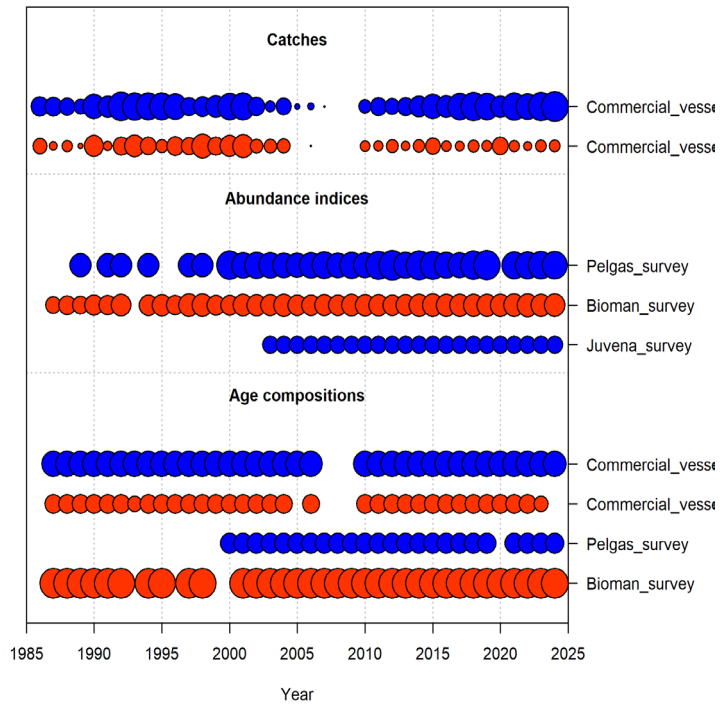 Catches
Commercial_vesse
Commercial_vesse
Abundance indices
Pelgas_survey
Bioman_survey
Juvena_survey
Age compositions
Commercial_vesse
Commercial_vesse
Pelgas_survey
Bioman_survey
1985 1990 1995 2000 2005 2010 2015 2020 2025
Year